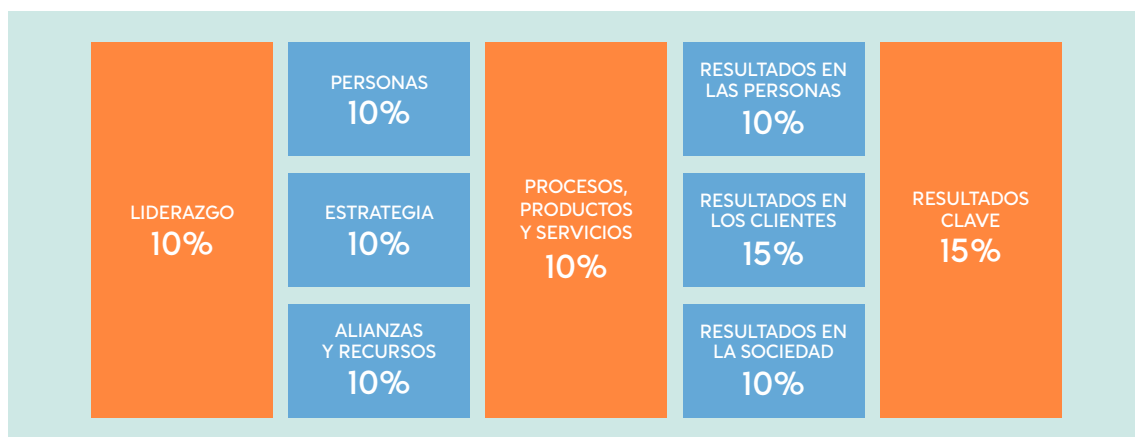 LIDERAZGO
10%
PERSONAS
10%
ESTRATEGIA
10%
ALIANZAS
Y RECURSOS
10%
PROCESOS,
PRODUCTOS
Y SERVICIOS
10%
RESULTADOS EN
LAS PERSONAS
10%
RESULTADOS EN
LOS CLIENTES
15%
RESULTADOS EN
LA SOCIEDAD
10%
RESULTADOS
CLAVE
15%